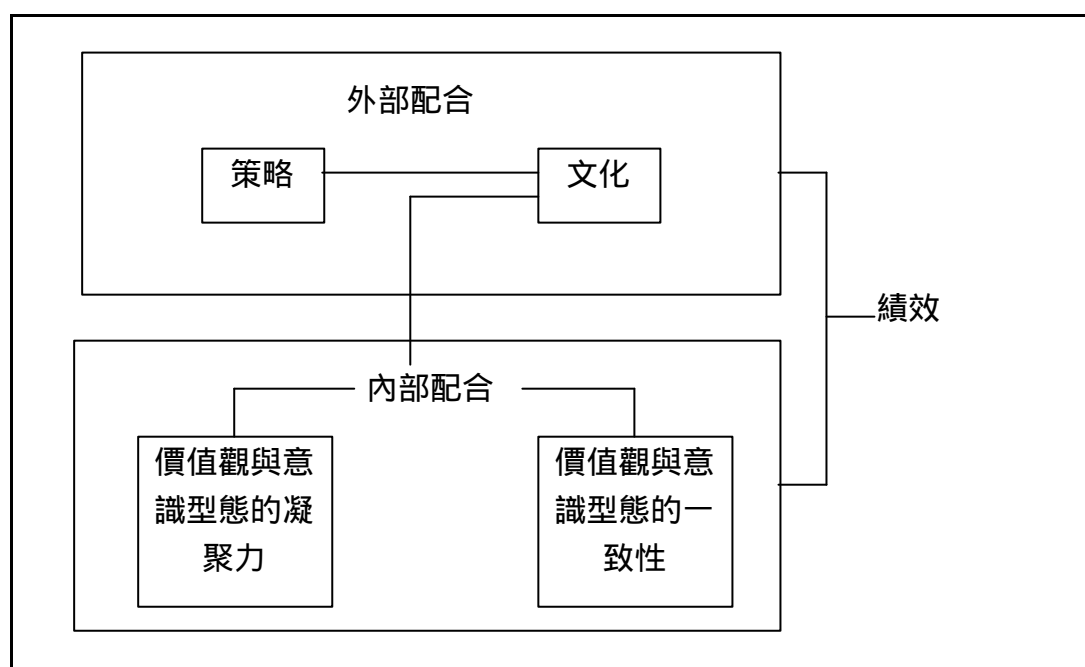 外部配合
策略
文化
績效
內部配合
價值觀與意
識型態的凝
聚力
價值觀與意
識型態的一
致性